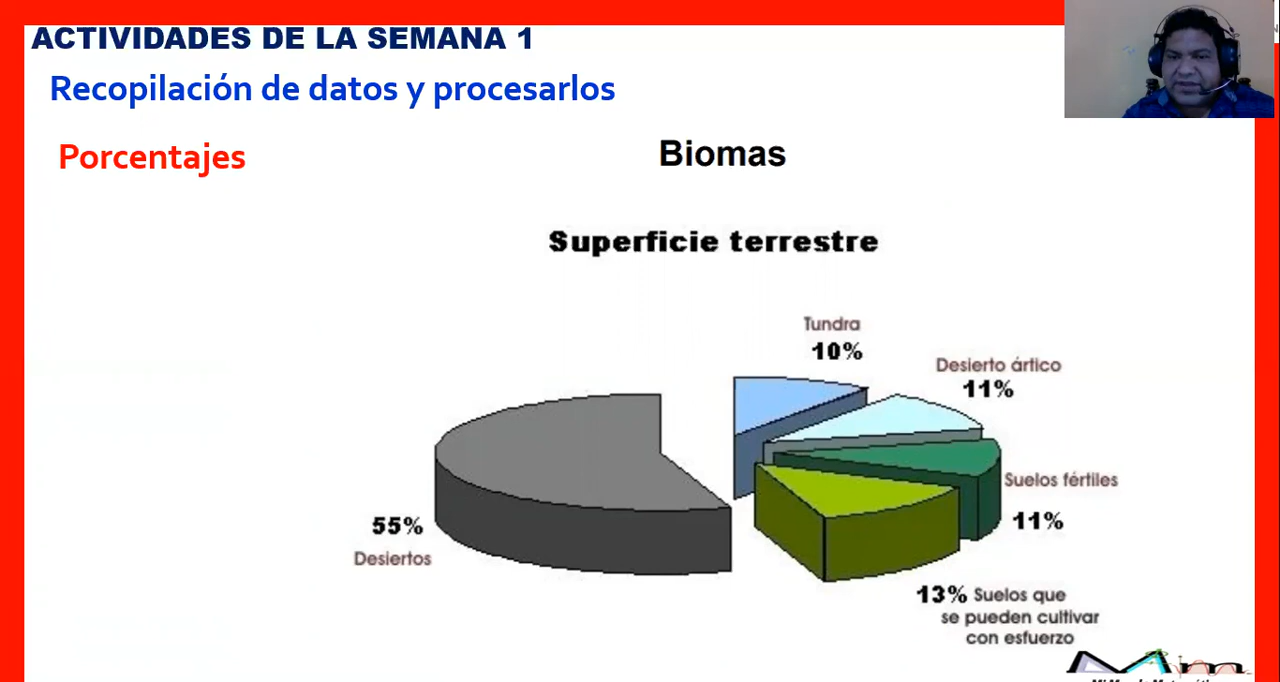 ACTIVIDADES DE LA SEMANA 1
Recopilación de datos y procesarlos
Porcentajes
Biomas
Superficie terrestre
Tundra
10%
Desierto ártico
11%
Suelos fértiles
11%
55%
Desiertos
13% Suelos que
se pueden cultivar
con esfuerzo